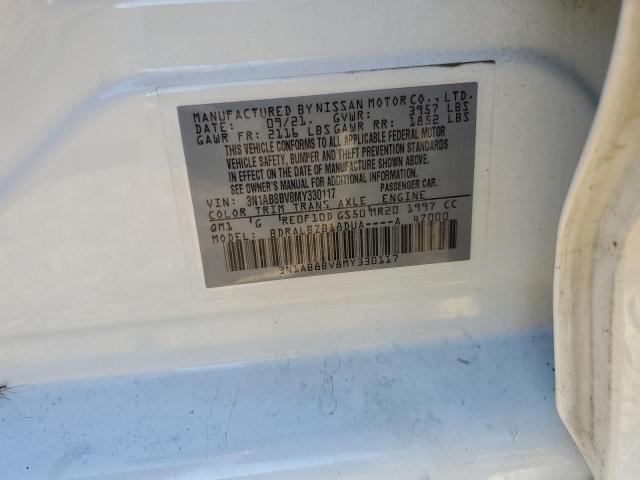 MANUFACTURED BY NISSAN MOTOR CO., LTD.
DATE: 09/21. GVWR: 3957 LBS
GAWR FR: 2116 LBS GAWR RR: 1852 LBS
THIS VEHICLE CONFORMS TO ALL APPLICABLE FEDERAL MOTOR
VEHICLE SAFETY, BUMPER AND THEFT PREVENTION STANDARDS
IN EFFECT ON THE DATE OF MANUFACTURE SHOWN ABOVE.
SEE OWNER'S MANUAL FOR ADDITIONAL INFORMATION.
VIN: 3N1AB8BV8MY330117 PASSENGER CAR.
COLOR TRIM TRANS AXLE ENGINE
QM1 G RE0F10D GS50 MR20 1997 CC
MODEL: BDRALBZB18DUA----A 47000
3N1AB8BV8MY330117